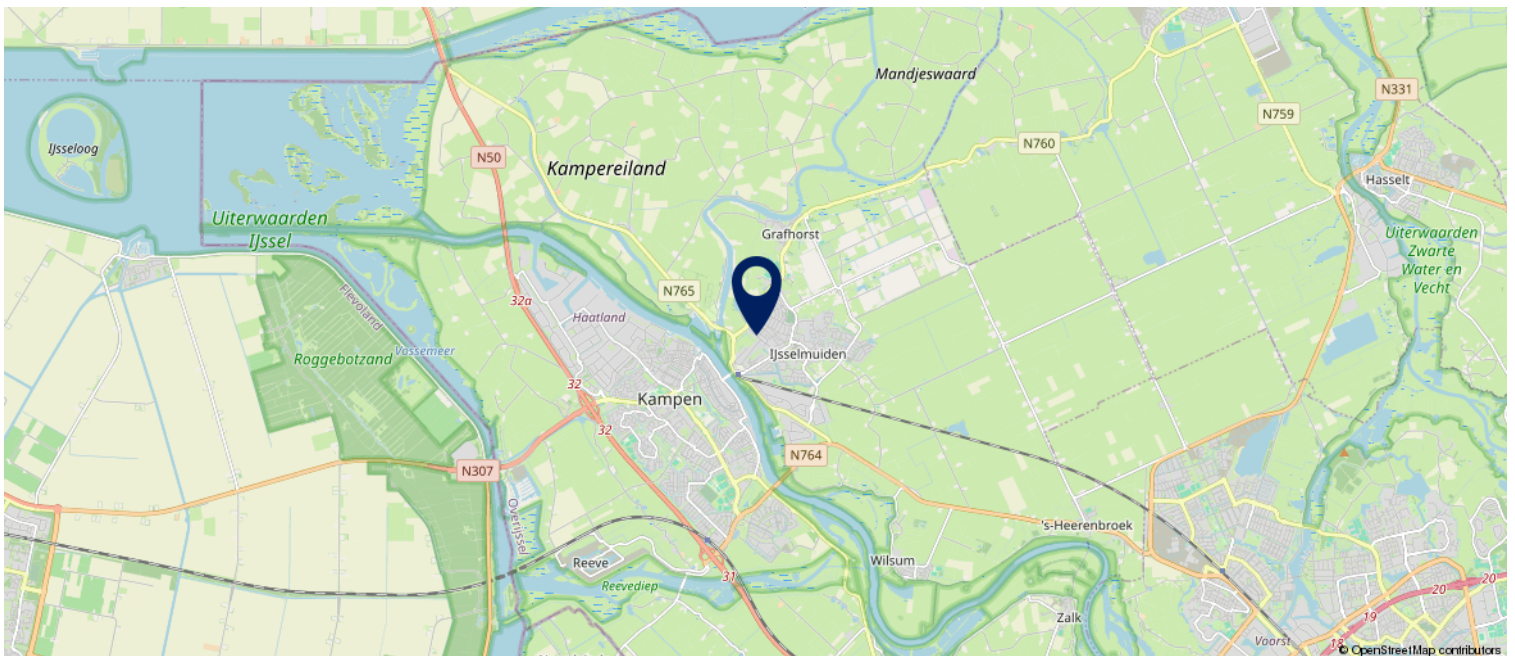 Mandjeswaard
N331
N759
N760
N50
IJsseloog
Kampereiland
Hasselt
Uiterwaarden
IJssel
Grafhorst
Uiterwaarden
Zwarte
Water en
Vecht
N765
Flevoland
32a
Haatland
Vossemeer
Roggebotzand
IJsselmuiden
32
Kampen
32
N764
N307
Overijssel
's-Heerenbroek
Reeve
Wilsum
Reevediep
31
20
20
19
Zalk
Voorst
18
© OpenStreetMap contributors